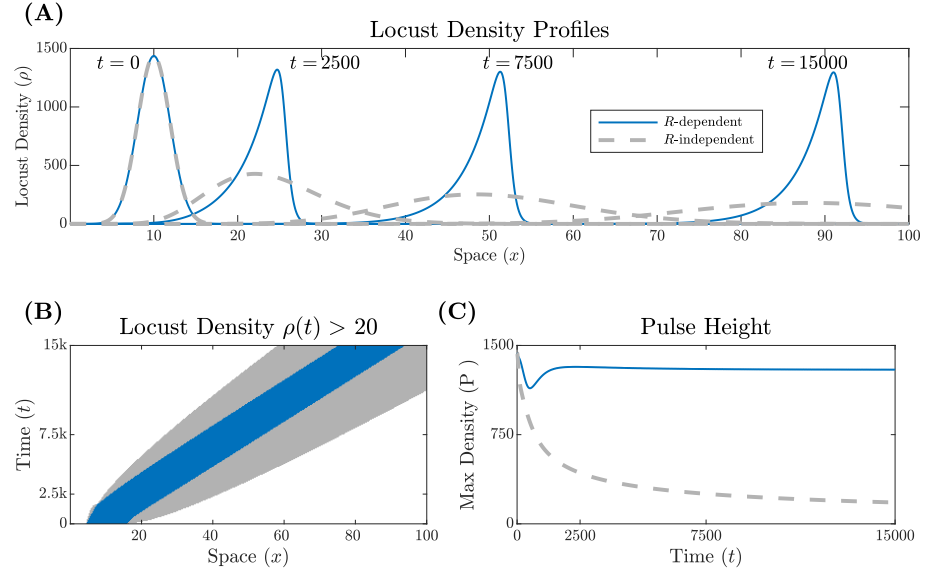 (A)
Locust Density Profiles
t = 0
t = 2500
t = 7500
t = 15000
Locust Density (ρ)
1500
1000
500
0
R-dependent
R-independent
10 20 30 40 50 60 70 80 90 100
Space (x)
(B)
Locust Density ρ(t) > 20
Time (t)
15k
7.5k
2.5k
0
20 40 60 80 100
Space (x)
(C)
Pulse Height
Max Density (P )
1500
750
0
0 2500 7500 15000
Time (t)